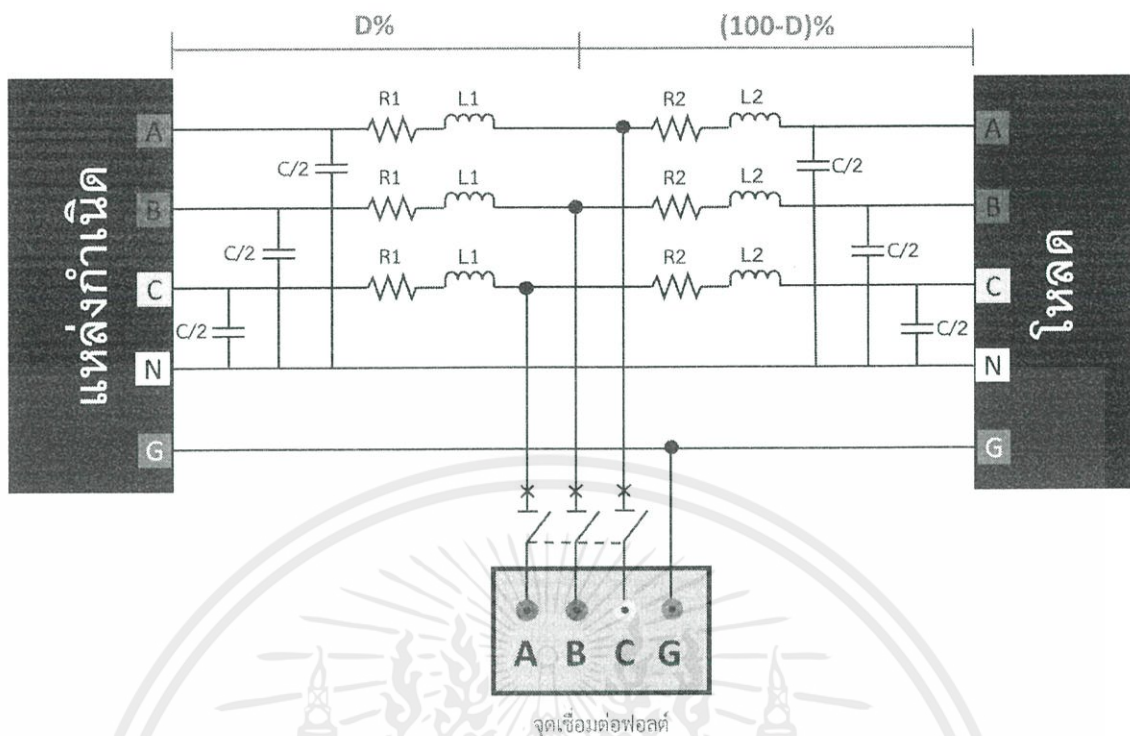 D% (100-D)%
R1 L1 R2 L2
A A
C/2 C/2
R1 L1 R2 L2
B B
C/2 C/2
R1 L1 R2 L2
C C
C/2 C/2
N N
G G
แหล่งกำเนิด
โหลด
A B C G
จุดเชื่อมต่อฟอลต์